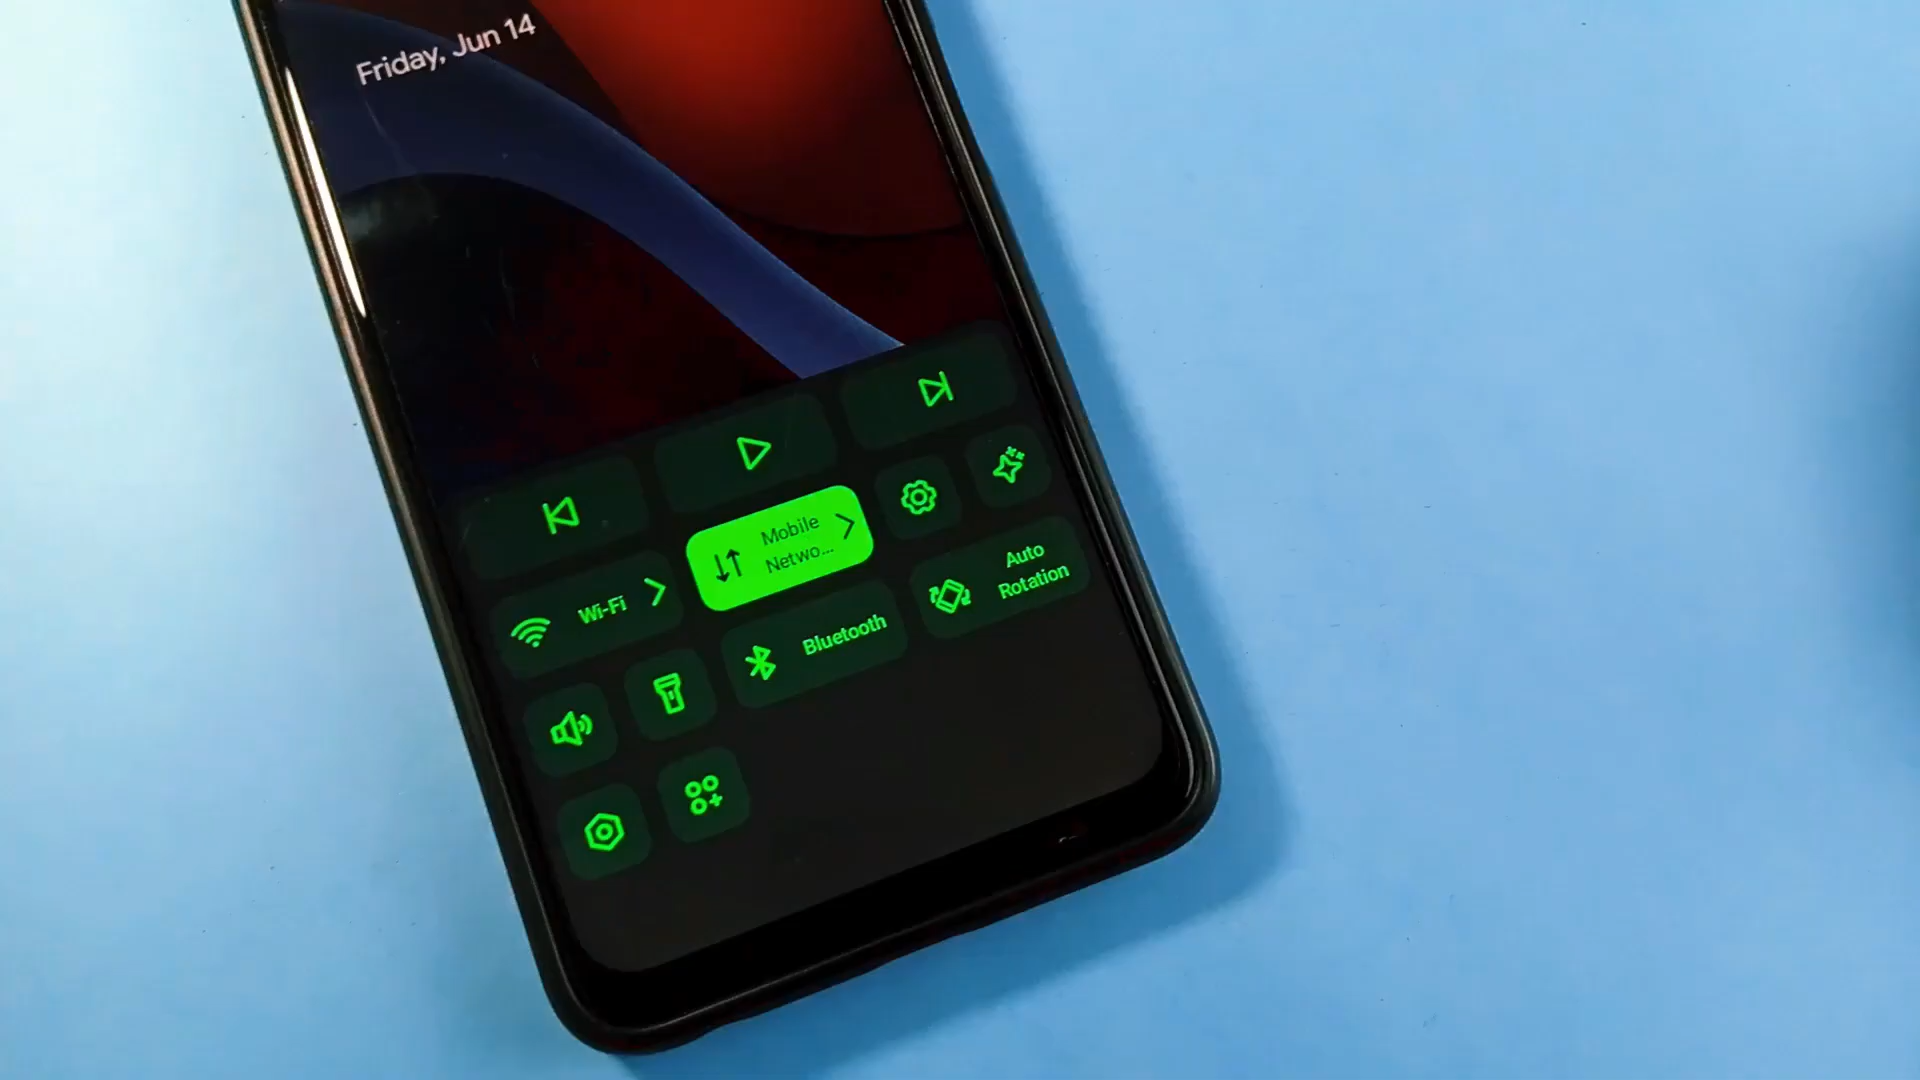 Friday, Jun 14
Mobile
Netwo...
Wi-Fi
Auto
Rotation
Bluetooth